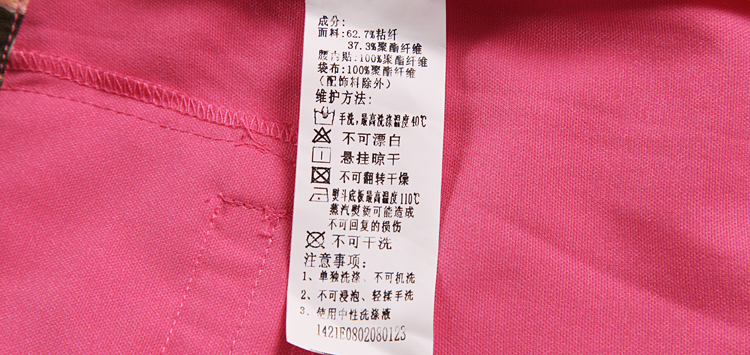 成分:
面料:62.7%粘纤
37.3%聚酯纤维
腰内贴:100%聚酯纤维
袋布:100%聚酯纤维
(配饰料除外)
维护方法:
手洗,最高洗涤温度40℃
不可漂白
悬挂晾干
不可翻转干燥
熨斗底板最高温度110℃
蒸汽熨烫可能造成
不可回复的损伤
不可干洗
注意事项:
1、单独洗涤、不可机洗
2、不可浸泡、轻揉手洗
3、使用中性洗涤液
1421E0802080123